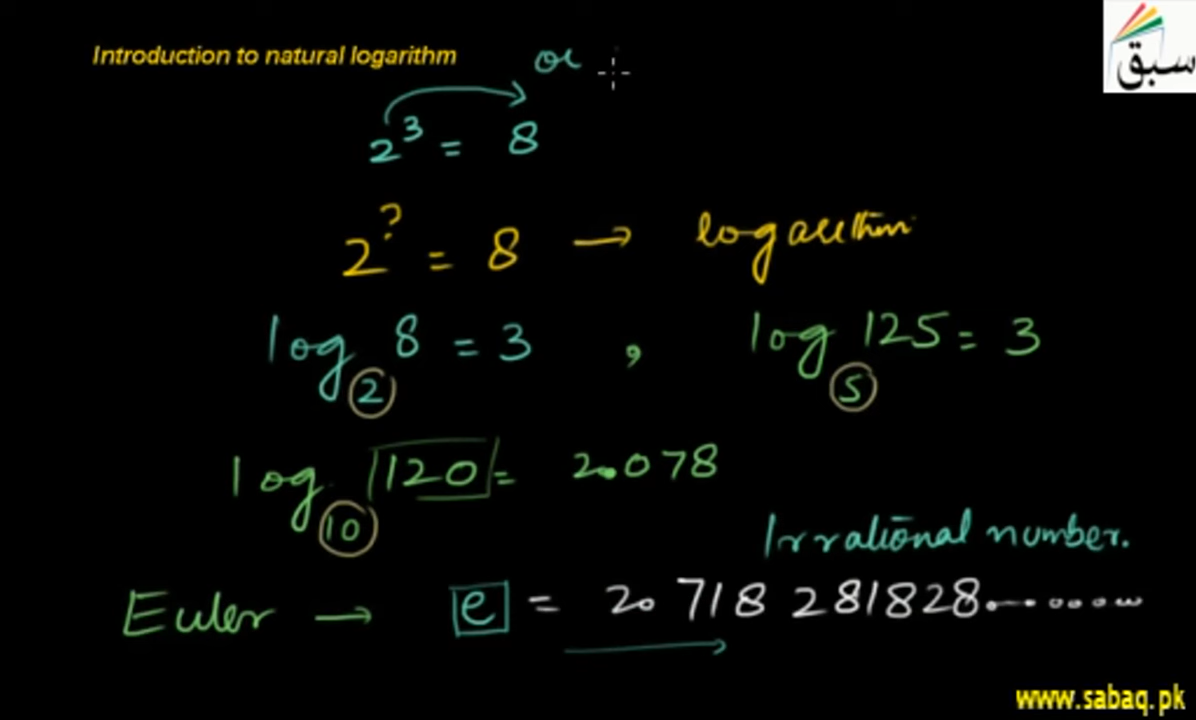 Introduction to natural logarithm
or
سبق
2³ = 8
2^? = 8 → logarithm
log₂ 8 = 3 , log₅ 125 = 3
log₁₀ 120 = 2.078
Irrational number.
Euler → e = 2.718 281828..........
www.sabaq.pk